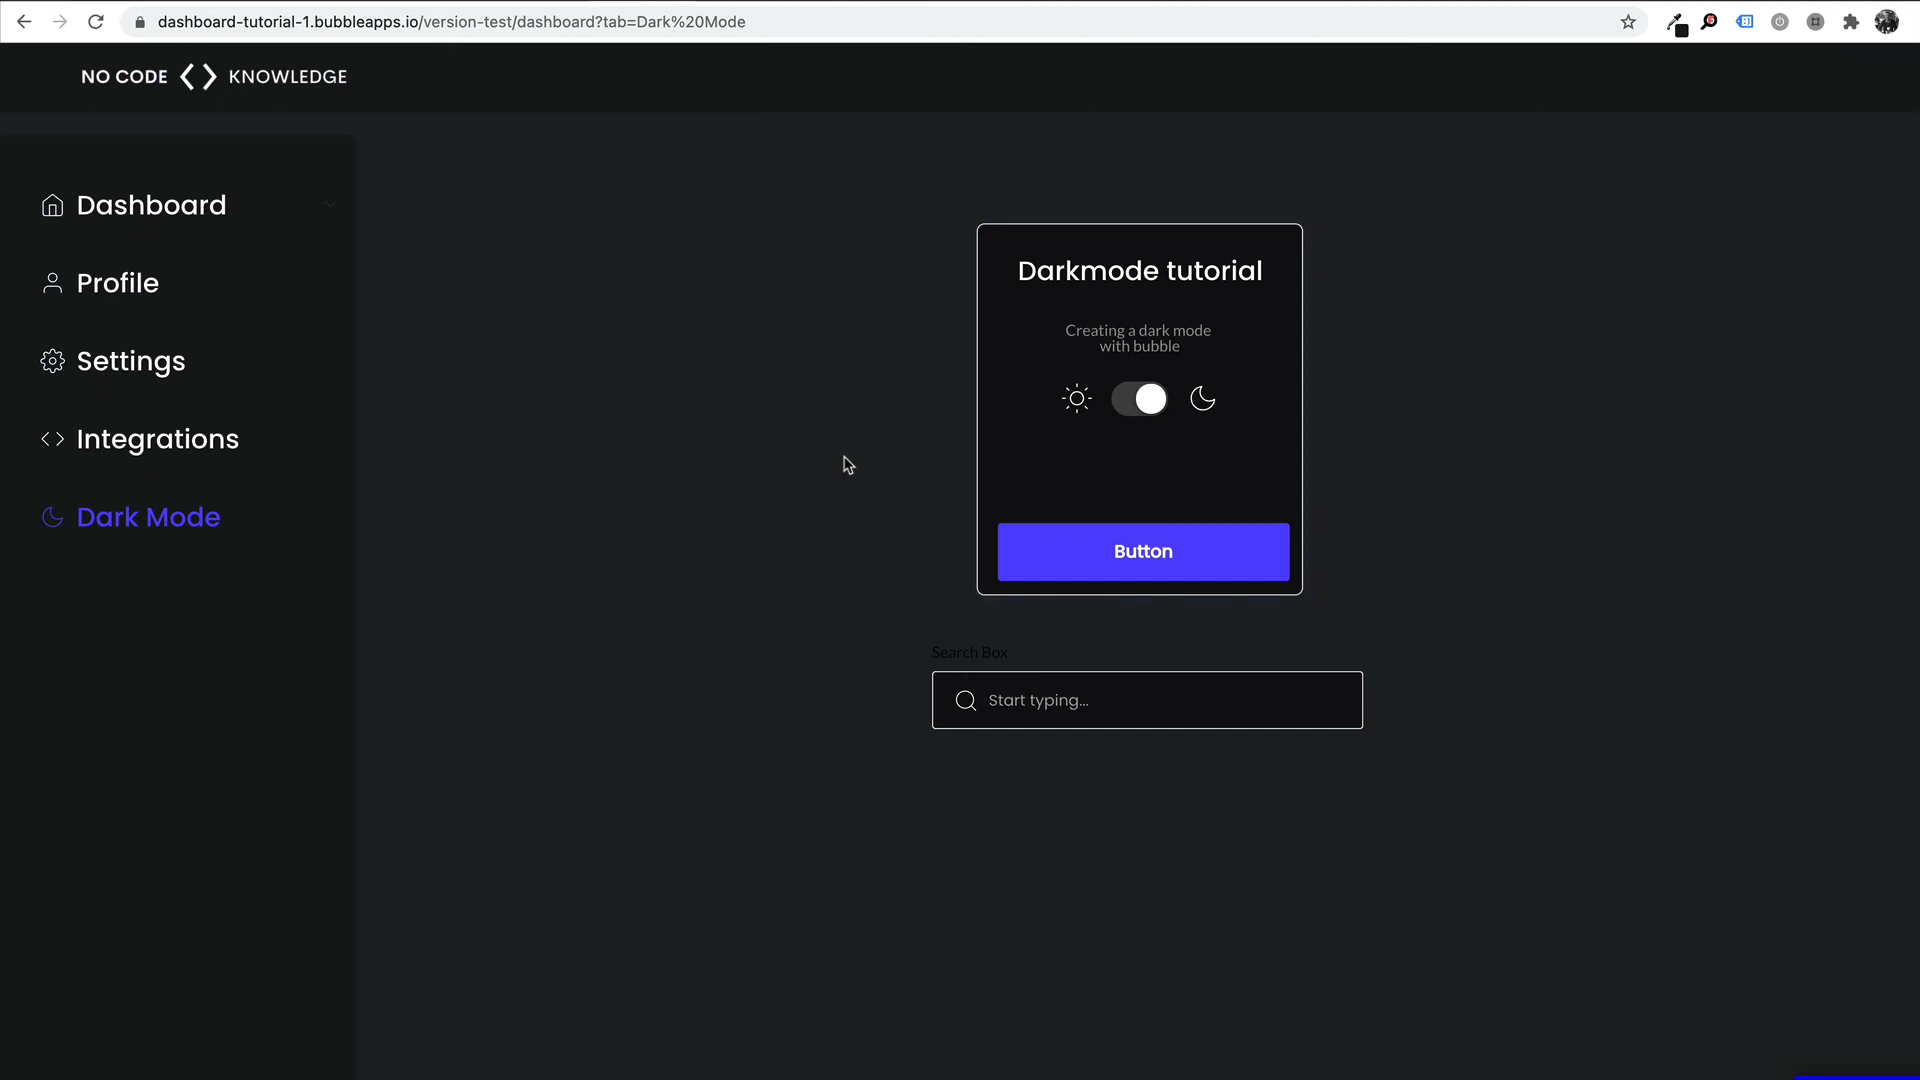 dashboard-tutorial-1.bubbleapps.io/version-test/dashboard?tab=Dark%20Mode
NO CODE <> KNOWLEDGE
Dashboard
Profile
Settings
Integrations
Dark Mode
Darkmode tutorial
Creating a dark mode
with bubble
Button
Search Box
Start typing...